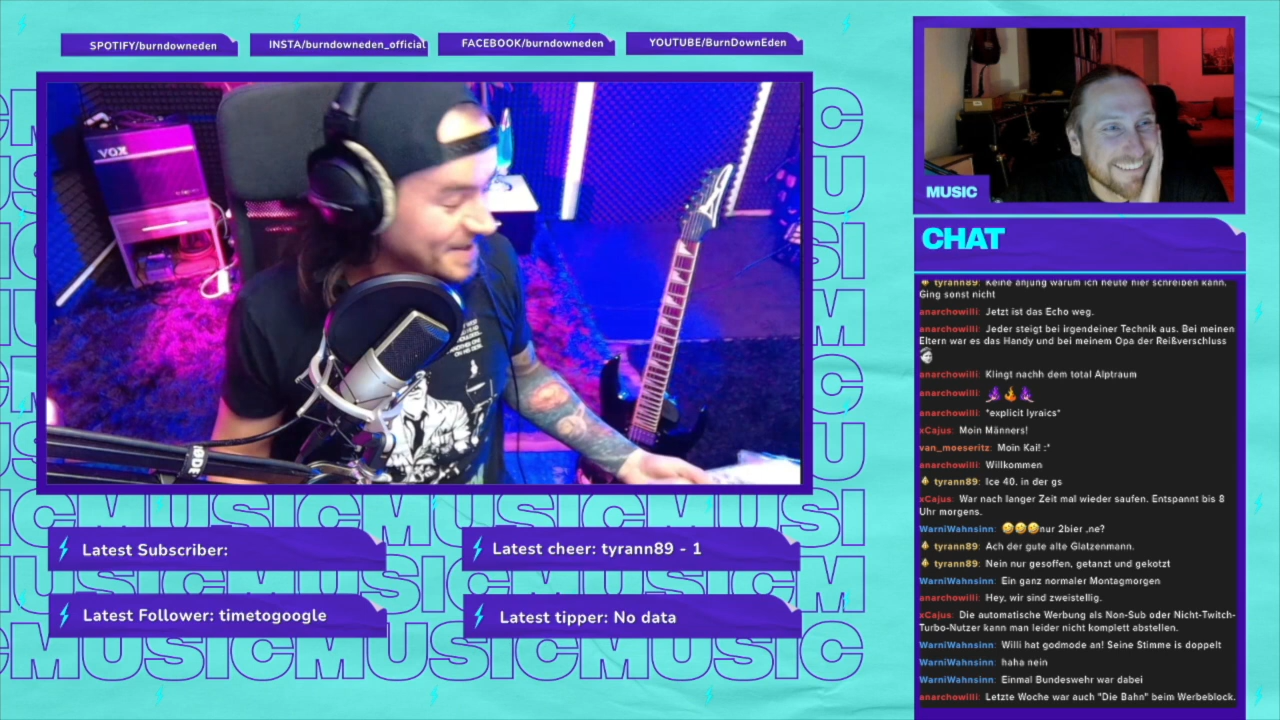 SPOTIFY/burndowneden
INSTA/burndowneden_official
FACEBOOK/burndowneden
YOUTUBE/BurnDownEden
VOX
MUSIC
CHAT
tyrann89: Keine anjung warum ich heute hier schreiben kann.
Ging sonst nicht
anarchowilli: Jetzt ist das Echo weg.
anarchowilli: Jeder steigt bei irgendeiner Technik aus. Bei meinen
Eltern war es das Handy und bei meinem Opa der Reißverschluss
anarchowilli: Klingt nachh dem total Alptraum
anarchowilli:
anarchowilli: *explicit lyraics*
xCajus: Moin Männers!
van_moeseritz: Moin Kai! :*
anarchowilli: Willkommen
tyrann89: Ice 40. in der gs
xCajus: War nach langer Zeit mal wieder saufen. Entspannt bis 8
Uhr morgens.
WarniWahnsinn: 🤣🤣🤣nur 2bier ,ne?
tyrann89: Ach der gute alte Glatzenmann.
tyrann89: Nein nur gesoffen, getanzt und gekotzt
WarniWahnsinn: Ein ganz normaler Montagmorgen
anarchowilli: Hey, wir sind zweistellig.
xCajus: Die automatische Werbung als Non-Sub oder Nicht-Twitch-
Turbo-Nutzer kann man leider nicht komplett abstellen.
WarniWahnsinn: Willi hat godmode an! Seine Stimme is doppelt
WarniWahnsinn: haha nein
WarniWahnsinn: Einmal Bundeswehr war dabei
anarchowilli: Letzte Woche war auch "Die Bahn" beim Werbeblock.
Latest Subscriber:
Latest cheer: tyrann89 - 1
Latest Follower: timetogoogle
Latest tipper: No data
MUSICMUSICMUSICMUSIC